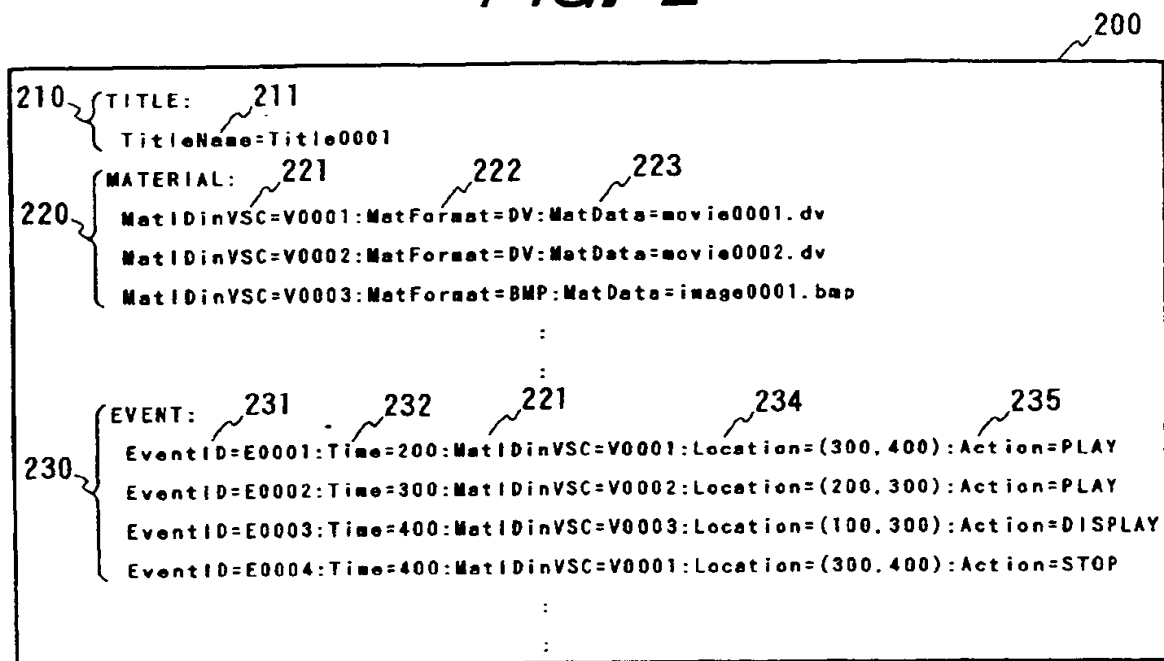 FIG. 2
200
210 TITLE: 211
TitleName=Title0001
220 MATERIAL: 221 222 223
MatIDinVSC=V0001:MatFormat=DV:MatData=movie0001.dv
MatIDinVSC=V0002:MatFormat=DV:MatData=movie0002.dv
MatIDinVSC=V0003:MatFormat=BMP:MatData=image0001.bmp
:
:
230 EVENT: 231 232 221 234 235
EventID=E0001:Time=200:MatIDinVSC=V0001:Location=(300,400):Action=PLAY
EventID=E0002:Time=300:MatIDinVSC=V0002:Location=(200,300):Action=PLAY
EventID=E0003:Time=400:MatIDinVSC=V0003:Location=(100,300):Action=DISPLAY
EventID=E0004:Time=400:MatIDinVSC=V0001:Location=(300,400):Action=STOP
:
: